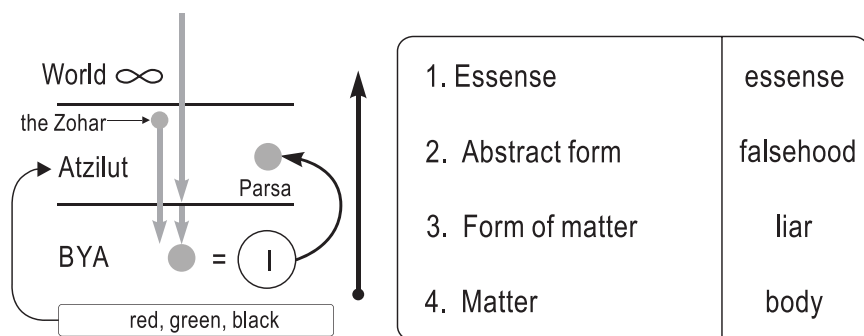 World ∞
the Zohar
Atzilut
Parsa
BYA = I
red, green, black
1. Essense essense
2. Abstract form falsehood
3. Form of matter liar
4. Matter body